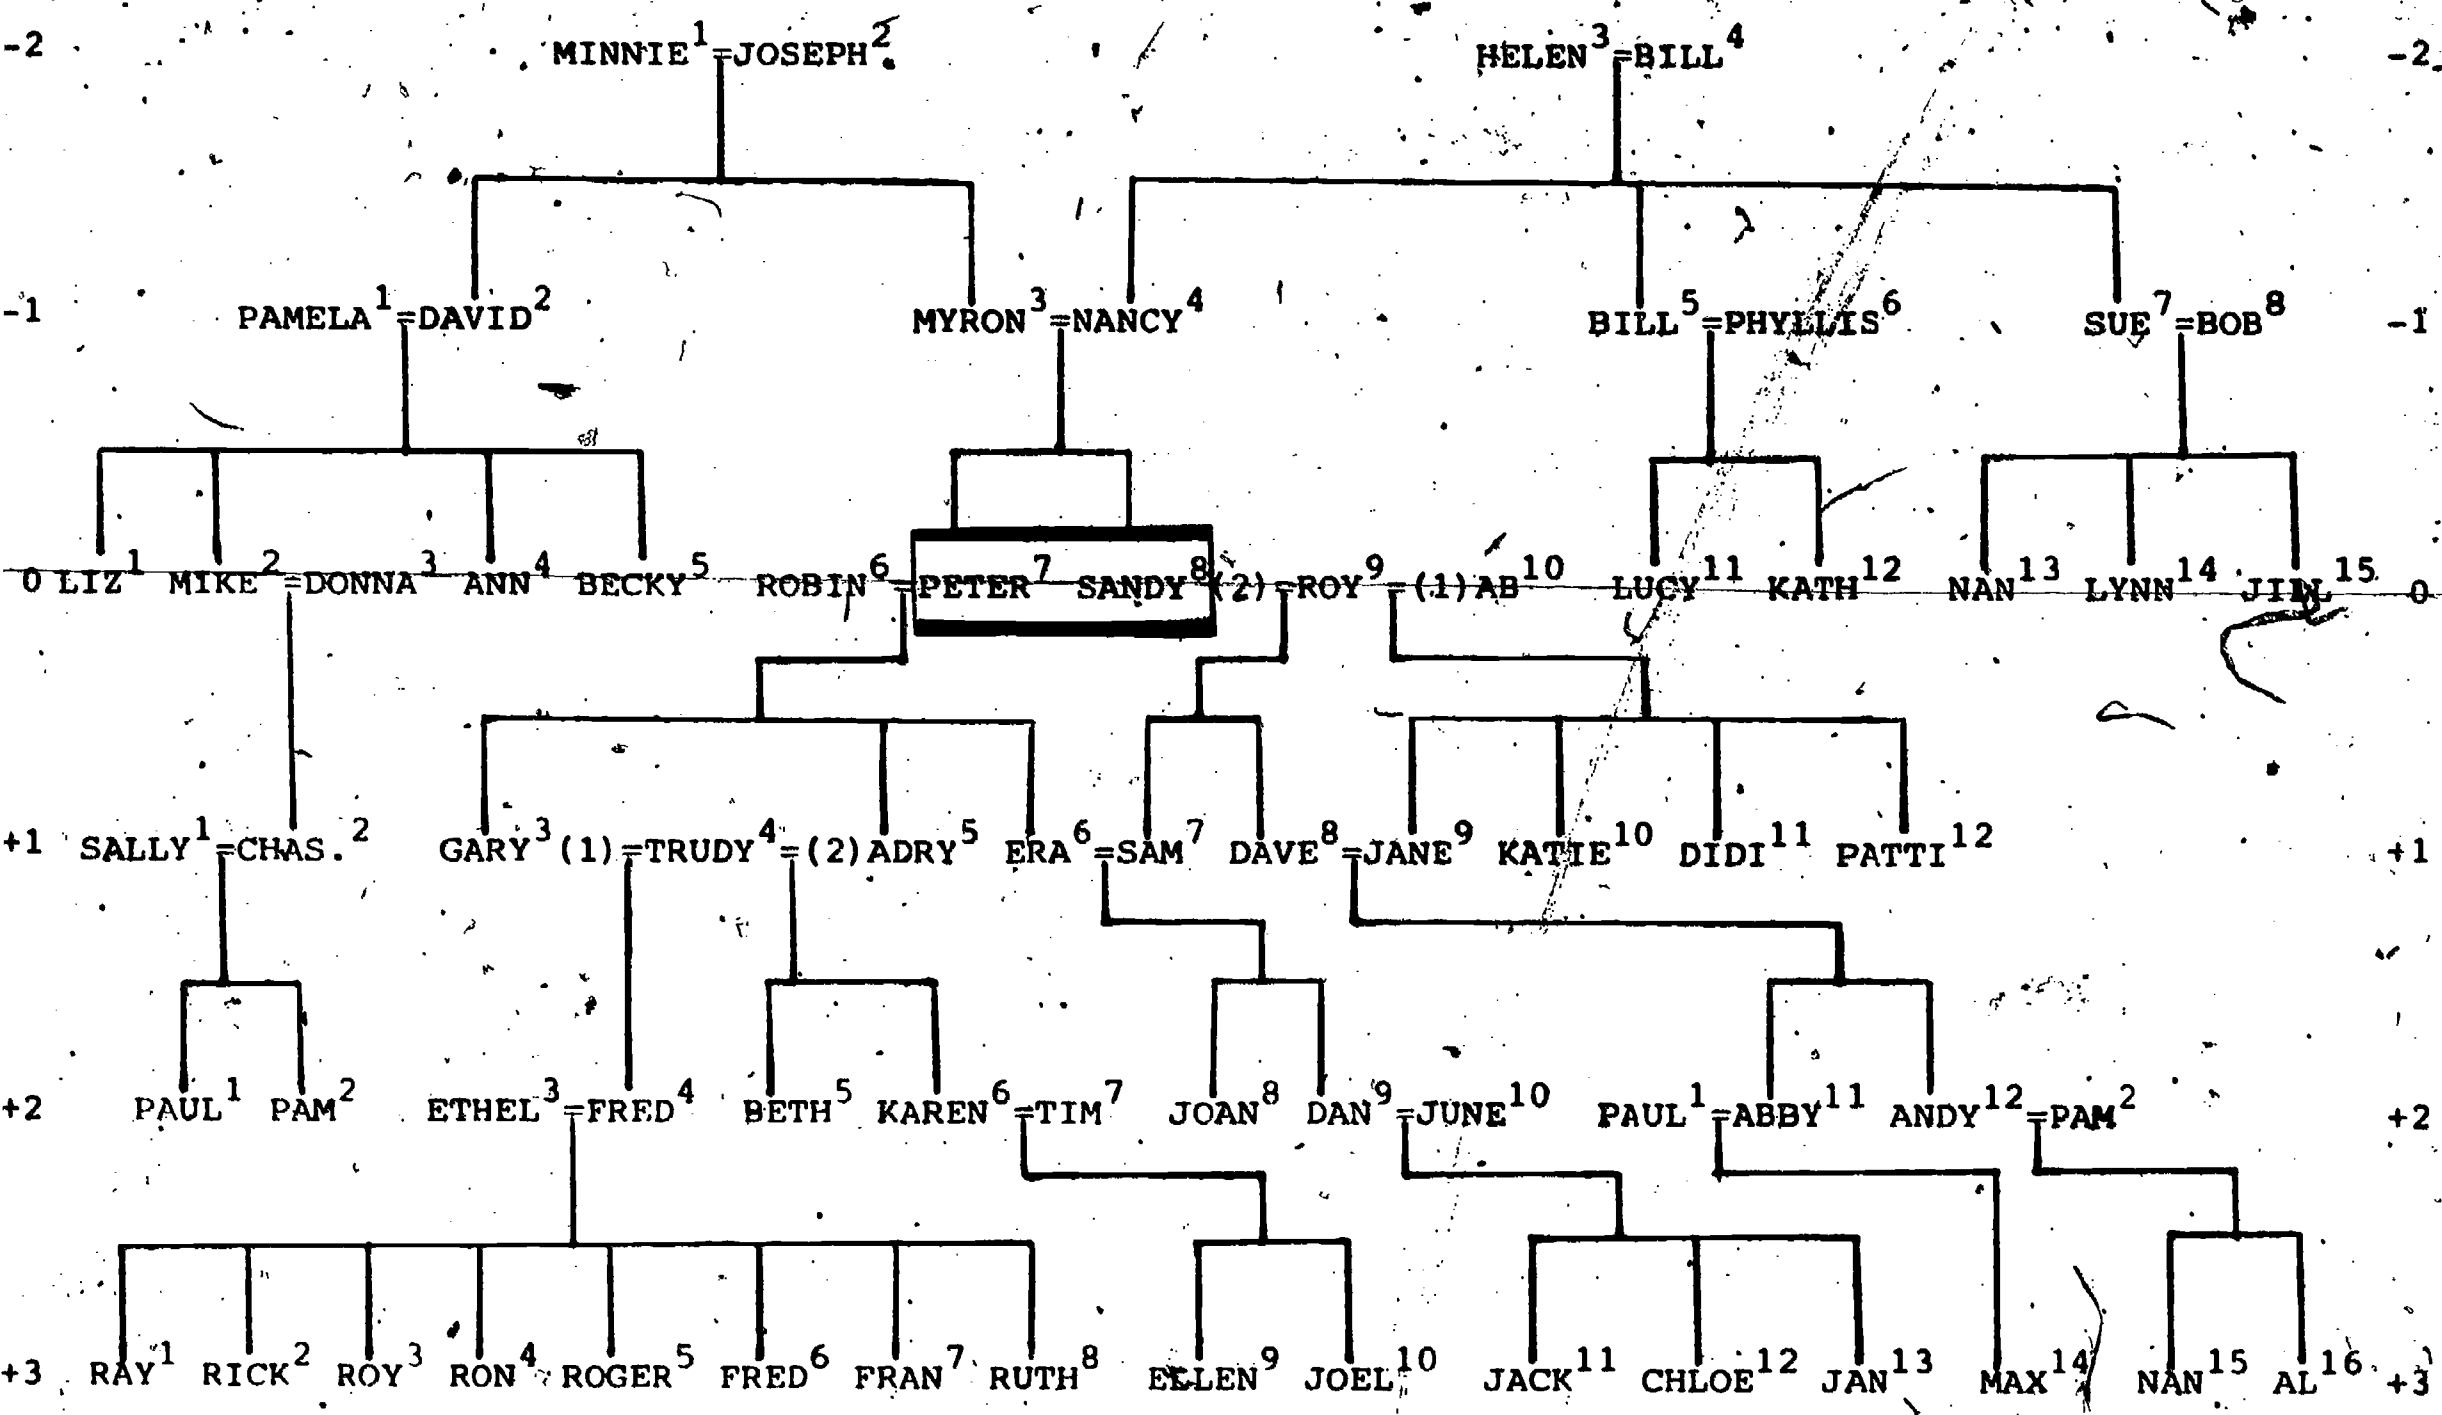 -2 MINNIE¹=JOSEPH² HELEN³=BILL⁴ -2
-1 PAMELA¹=DAVID² MYRON³=NANCY⁴ BILL⁵=PHYLLIS⁶ SUE⁷=BOB⁸ -1
0 LIZ¹ MIKE²=DONNA³ ANN⁴ BECKY⁵ ROBIN⁶=PETER⁷ SANDY⁸(2)=ROY⁹=(1)AB¹⁰ LUCY¹¹ KATH¹² NAN¹³ LYNN¹⁴ JILL¹⁵ 0
+1 SALLY¹=CHAS.² GARY³(1)=TRUDY⁴=(2)ADRY⁵ ERA⁶=SAM⁷ DAVE⁸=JANE⁹ KATIE¹⁰ DIDI¹¹ PATTI¹² +1
+2 PAUL¹ PAM² ETHEL³=FRED⁴ BETH⁵ KAREN⁶=TIM⁷ JOAN⁸ DAN⁹=JUNE¹⁰ PAUL¹=ABBY¹¹ ANDY¹²=PAM² +2
+3 RAY¹ RICK² ROY³ RON⁴ ROGER⁵ FRED⁶ FRAN⁷ RUTH⁸ ELLEN⁹ JOEL¹⁰ JACK¹¹ CHLOE¹² JAN¹³ MAX¹⁴ NAN¹⁵ AL¹⁶ +3